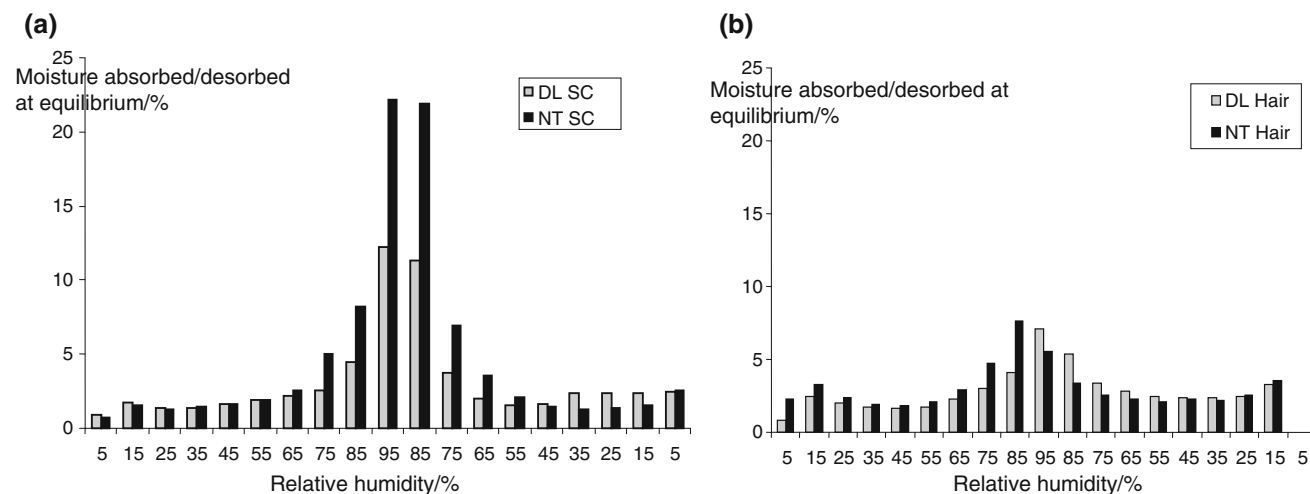 (a)
25
Moisture absorbed/desorbed
at equilibrium/%
20
15
10
5
0
DL SC
NT SC
5 15 25 35 45 55 65 75 85 95 85 75 65 55 45 35 25 15 5
Relative humidity/%
(b)
25
Moisture absorbed/desorbed at
equilibrium/%
20
15
10
5
0
DL Hair
NT Hair
5 15 25 35 45 55 65 75 85 95 85 75 65 55 45 35 25 15 5
Relative humidity/%